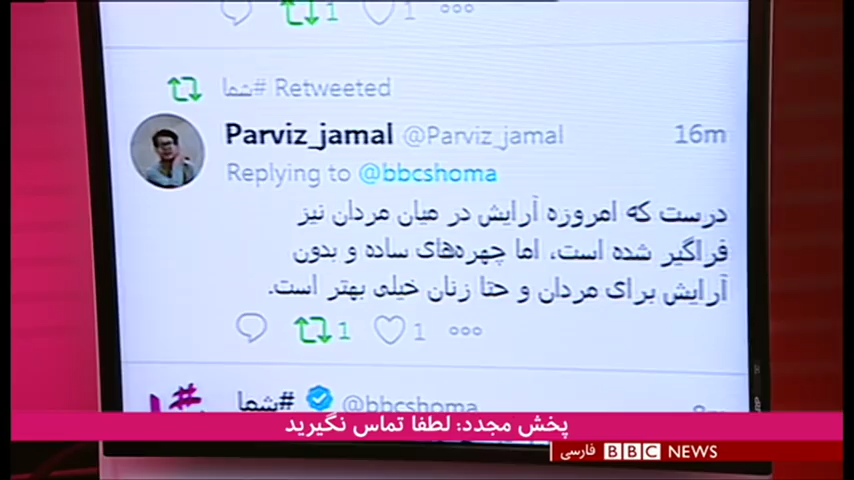 1 1
#شما Retweeted
Parviz_jamal @Parviz_jamal 16m
Replying to @bbcshoma
درست که امروزه آرایش در میان مردان نیز
فراگیر شده است، اما چهره‌های ساده و بدون
آرایش برای مردان و حتا زنان خیلی بهتر است.
1 1
#شما @bbcshoma
پخش مجدد: لطفا تماس نگیرید
BBC NEWS فارسی